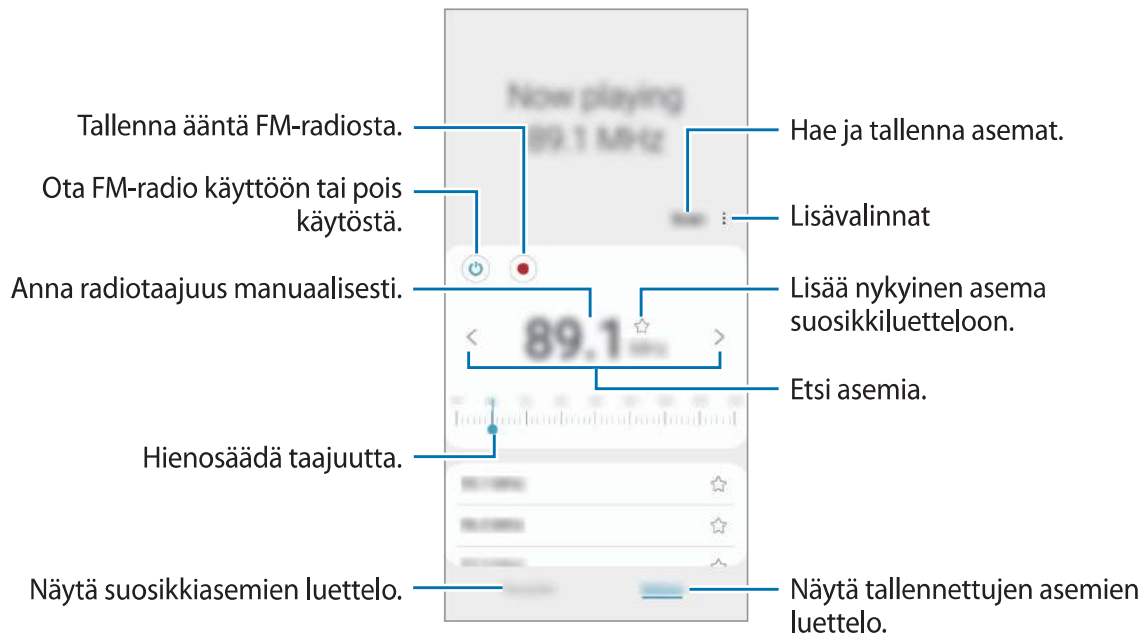 Now playing
89.1 MHz
Tallenna ääntä FM-radiosta.
Hae ja tallenna asemat.
Ota FM-radio käyttöön tai pois
käytöstä.
Lisävalinnat
Anna radiotaajuus manuaalisesti.
Lisää nykyinen asema
suosikkiluetteloon.
89.1 MHz
Etsi asemia.
Hienosäädä taajuutta.
Näytä suosikkiasemien luettelo.
Näytä tallennettujen asemien
luettelo.